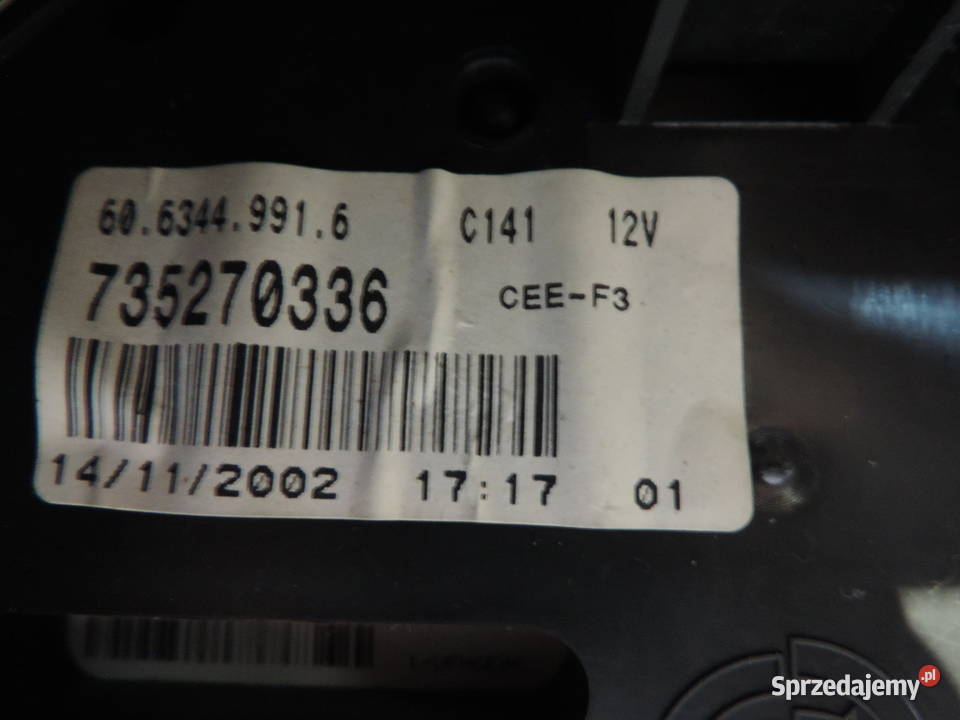 60.6344.991.6 C141 12V
735270336 CEE-F3
14/11/2002 17:17 01
Sprzedajemy.pl